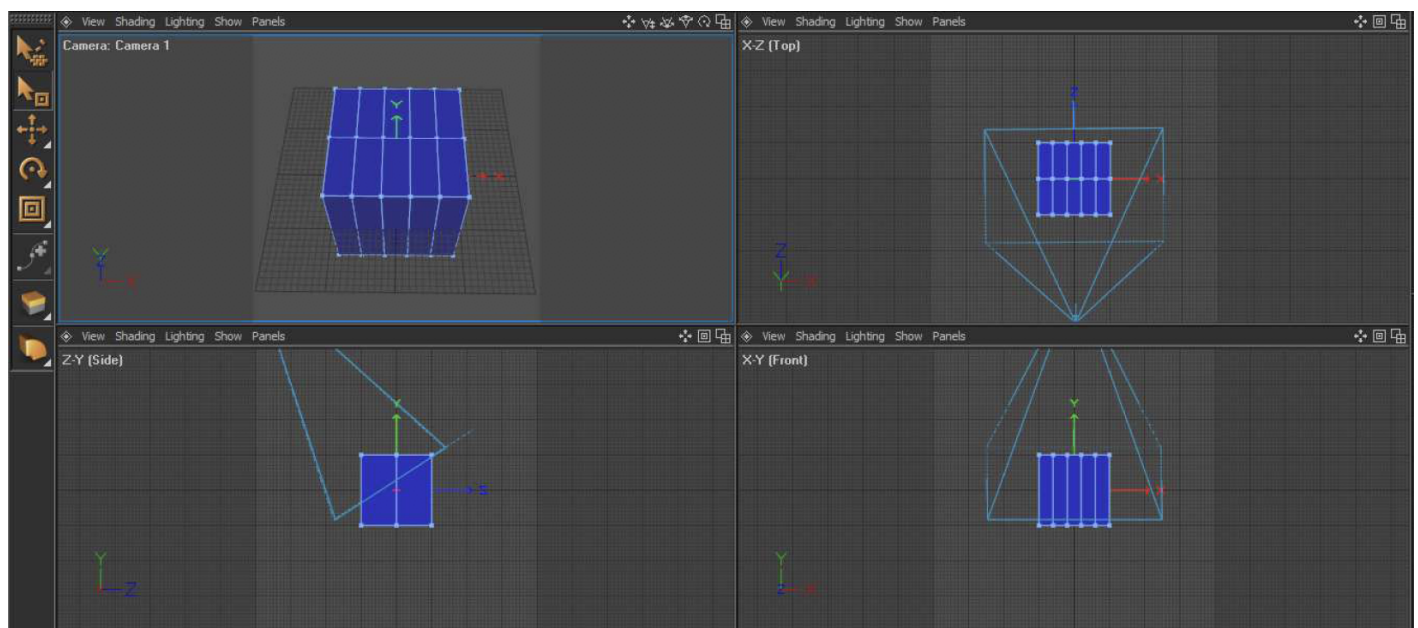 View Shading Lighting Show Panels
Camera: Camera 1
Y
X
Y
Z
X
View Shading Lighting Show Panels
X-Z (Top)
Z
X
Z
Y
X
View Shading Lighting Show Panels
Z-Y (Side)
Y
Z
Y
Z
View Shading Lighting Show Panels
X-Y (Front)
Y
X
Y
Z
X